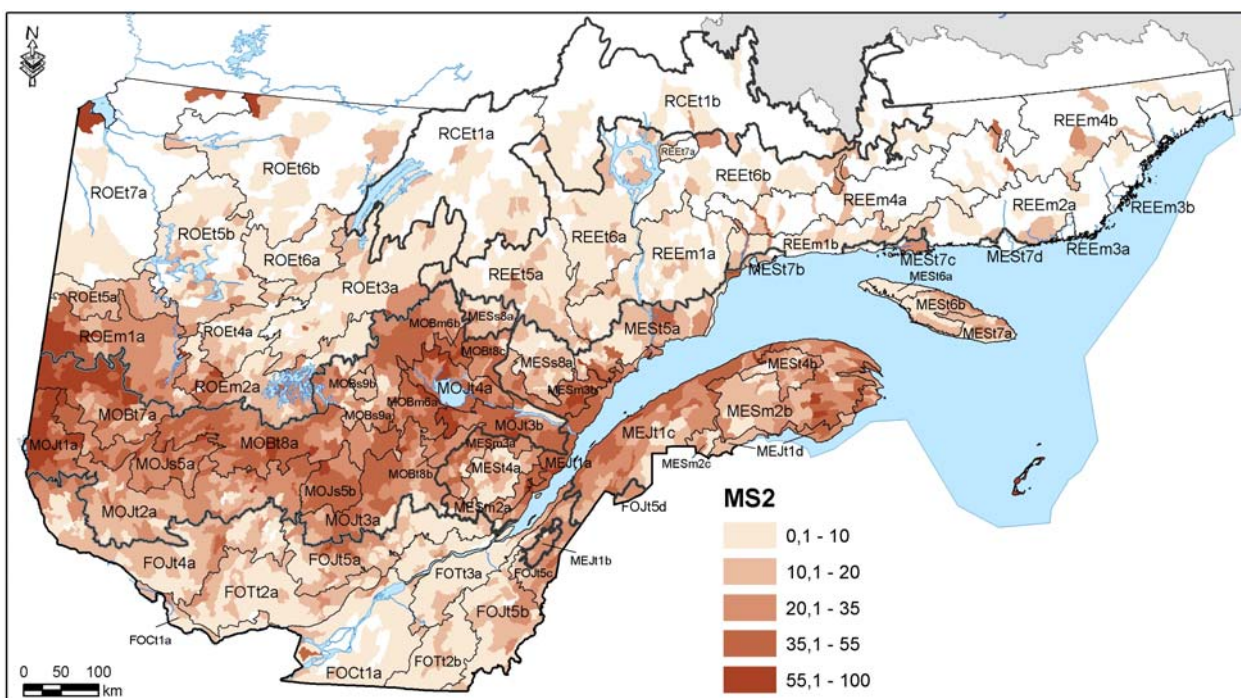 N
RCEt1b
RCEt1a
REEm4b
REEt7a
ROEt6b
REEt6b
ROEt7a
REEm4a
REEm2a
REEm3b
ROEt5b
REEt6a
REEm1a
REEm1b
REEm3a
ROEt6a
MESt7c
MESt7d
MESt7b
REEt5a
MESt6a
ROEt3a
MESt6b
ROEt5a
MESs8a
MESt5a
MESt7a
ROEm1a
ROEt4a
MOBm6b
MOBt8c
MESs8a
MESt4b
ROEm2a
MOBs9b
MOJt4a
MESm3b
MOBm6a
MESm2b
MOBt7a
MOBs9a
MOJt3b
MEJt1c
MOJt1a
MOBt8a
MESm3a
MEJt1d
MOJs5a
MOBt8b
MESt4a
MEJt1a
MESm2c
MOJs5b
MESm2a
MOJt2a
MOJt3a
FOJt5d
MS2
FOJt4a
FOJt5a
MEJt1b
0,1 - 10
FOTt3a
FOJt5c
10,1 - 20
FOTt2a
FOJt5b
20,1 - 35
FOCt1a
35,1 - 55
FOTt2b
FOCt1a
55,1 - 100
0 50 100
km